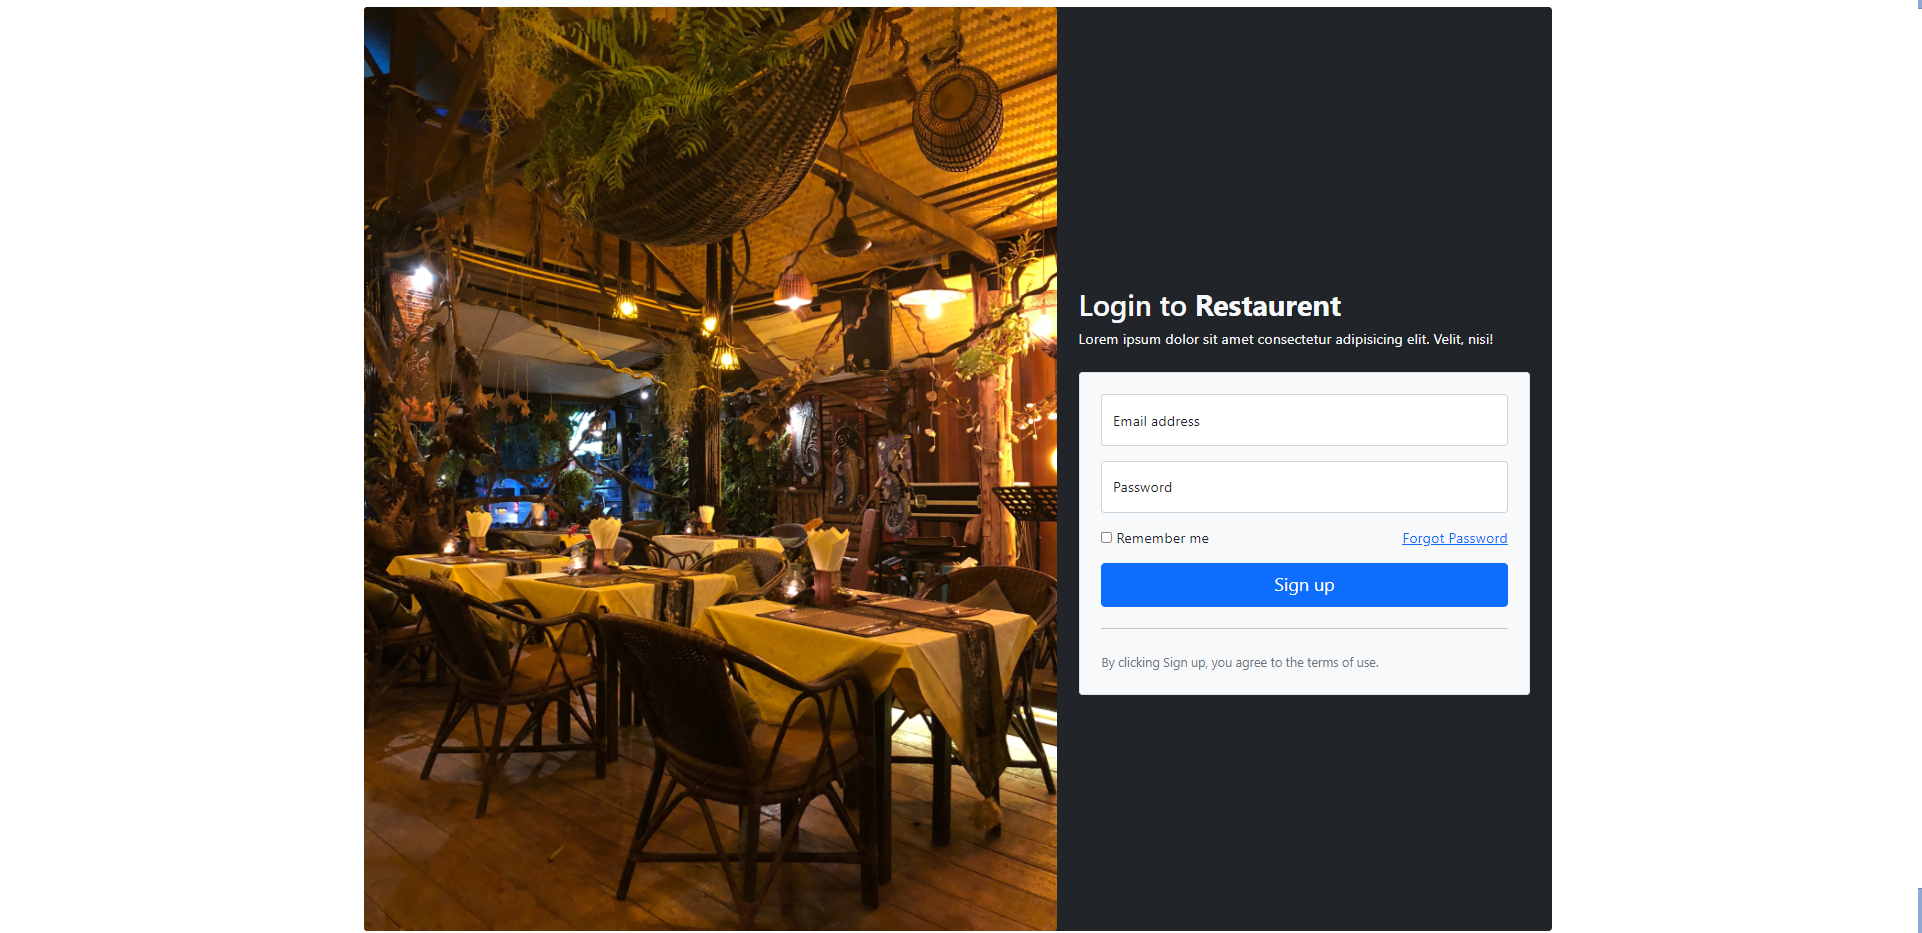 Login to Restaurent
Lorem ipsum dolor sit amet consectetur adipisicing elit. Velit, nisi!
Email address
Password
Remember me Forgot Password
Sign up
By clicking Sign up, you agree to the terms of use.